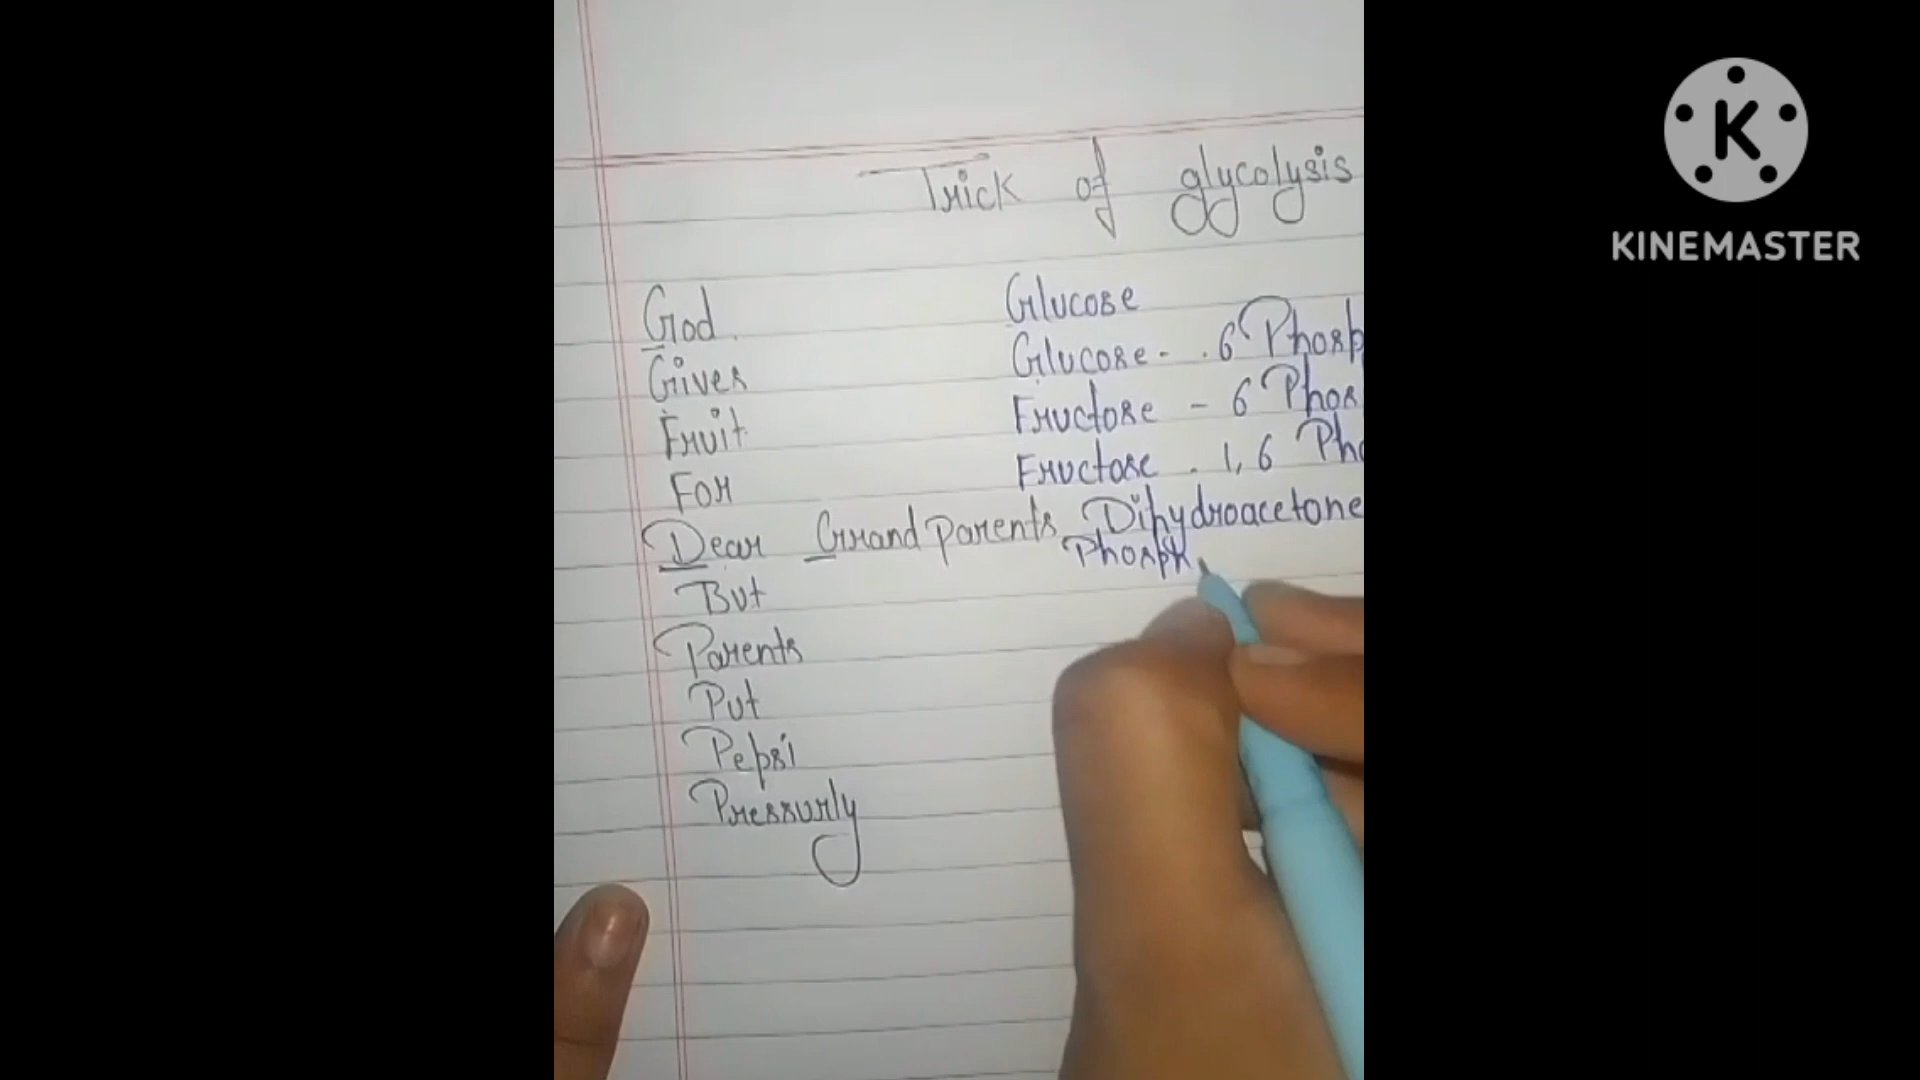 Trick of glycolysis
God. Glucose
Gives Glucose - . 6 Phosp
Fruit. Fructose - 6 Phos
For Fructose . 1, 6 Pho
Dear Grand parents Dihydroacetone
Phosph
But
Parents
Put
Pepsi
Pressurly
K
KINEMASTER